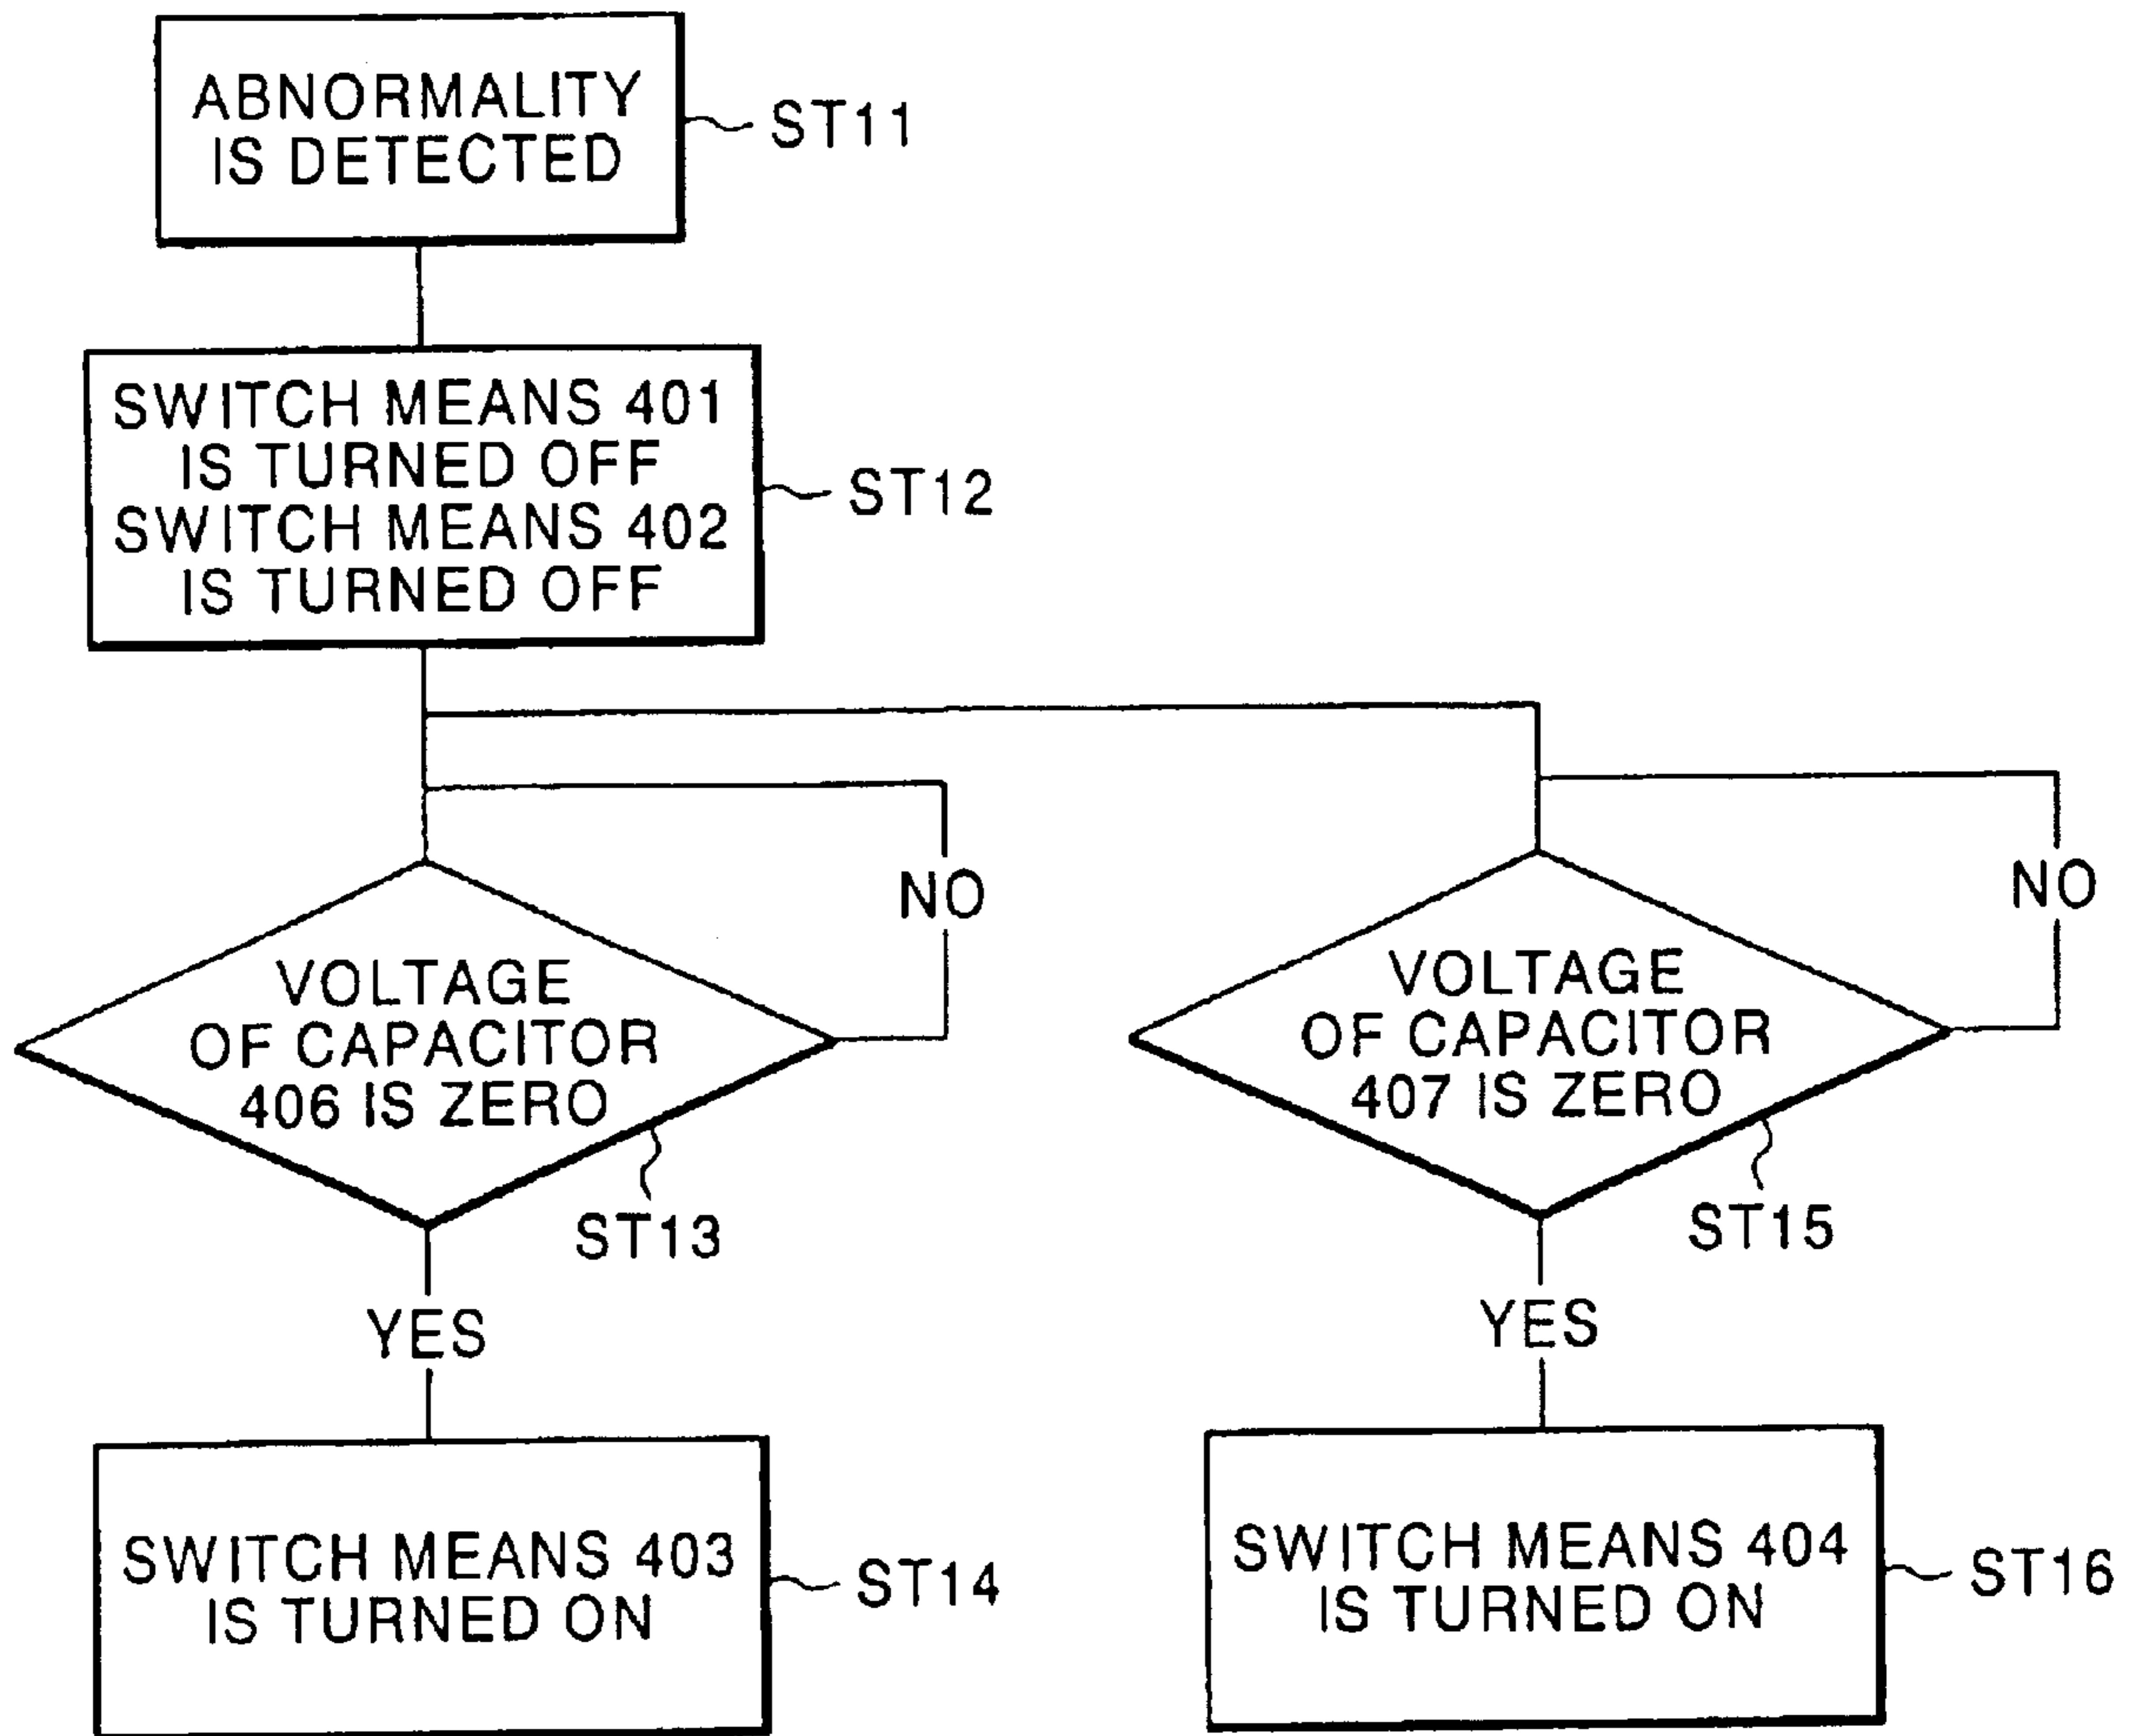 ABNORMALITY
IS DETECTED
ST11
SWITCH MEANS 401
IS TURNED OFF
SWITCH MEANS 402
IS TURNED OFF
ST12
NO
VOLTAGE
OF CAPACITOR
406 IS ZERO
ST13
YES
SWITCH MEANS 403
IS TURNED ON
ST14
NO
VOLTAGE
OF CAPACITOR
407 IS ZERO
ST15
YES
SWITCH MEANS 404
IS TURNED ON
ST16